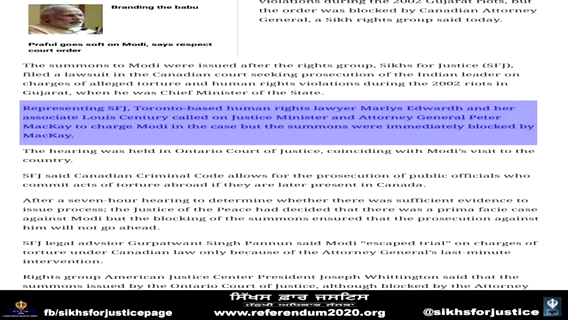 violations during the 2002 Gujarat riots, but
the order was blocked by Canadian Attorney
General, a Sikh rights group said today.
Branding the babu
Praful goes soft on Modi, says respect
court order
The summons to Modi were issued after the rights group, Sikhs for Justice (SFJ),
filed a lawsuit in the Canadian court seeking prosecution of the Indian leader on
charges of alleged torture and human rights violations during the 2002 riots in
Gujarat, when he was Chief Minister of the State.
Representing SFJ, Toronto-based human rights lawyer Marlys Edwardh and her
associate Louis Century called on Justice Minister and Attorney General Peter
MacKay to charge Modi in the case but the summons were immediately blocked by
MacKay.
The hearing was held in Ontario Court of Justice, coinciding with Modi's visit to the
country.
SFJ said Canadian Criminal Code allows for the prosecution of public officials who
commit acts of torture abroad if they are later present in Canada.
After a seven-hour hearing to determine whether there was sufficient evidence to
issue process; the Justice of the Peace had decided that there was a prima facie case
against Modi but the blocking of the summons ensured that the prosecution against
him will not go ahead.
SFJ legal advsior Gurpatwant Singh Pannun said Modi “escaped trial” on charges of
torture under Canadian law only because of the Attorney General's last-minute
intervention.
Rights group American Justice Center President Joseph Whittington said that the
summons issued by the Ontario Court of Justice, although blocked by the Attorney
ਸਿੱਖਸ ਫ਼ਾਰ ਜਸਟਿਸ
fb/sikhsforjusticepage
www.referendum2020.org
@sikhsforjustice